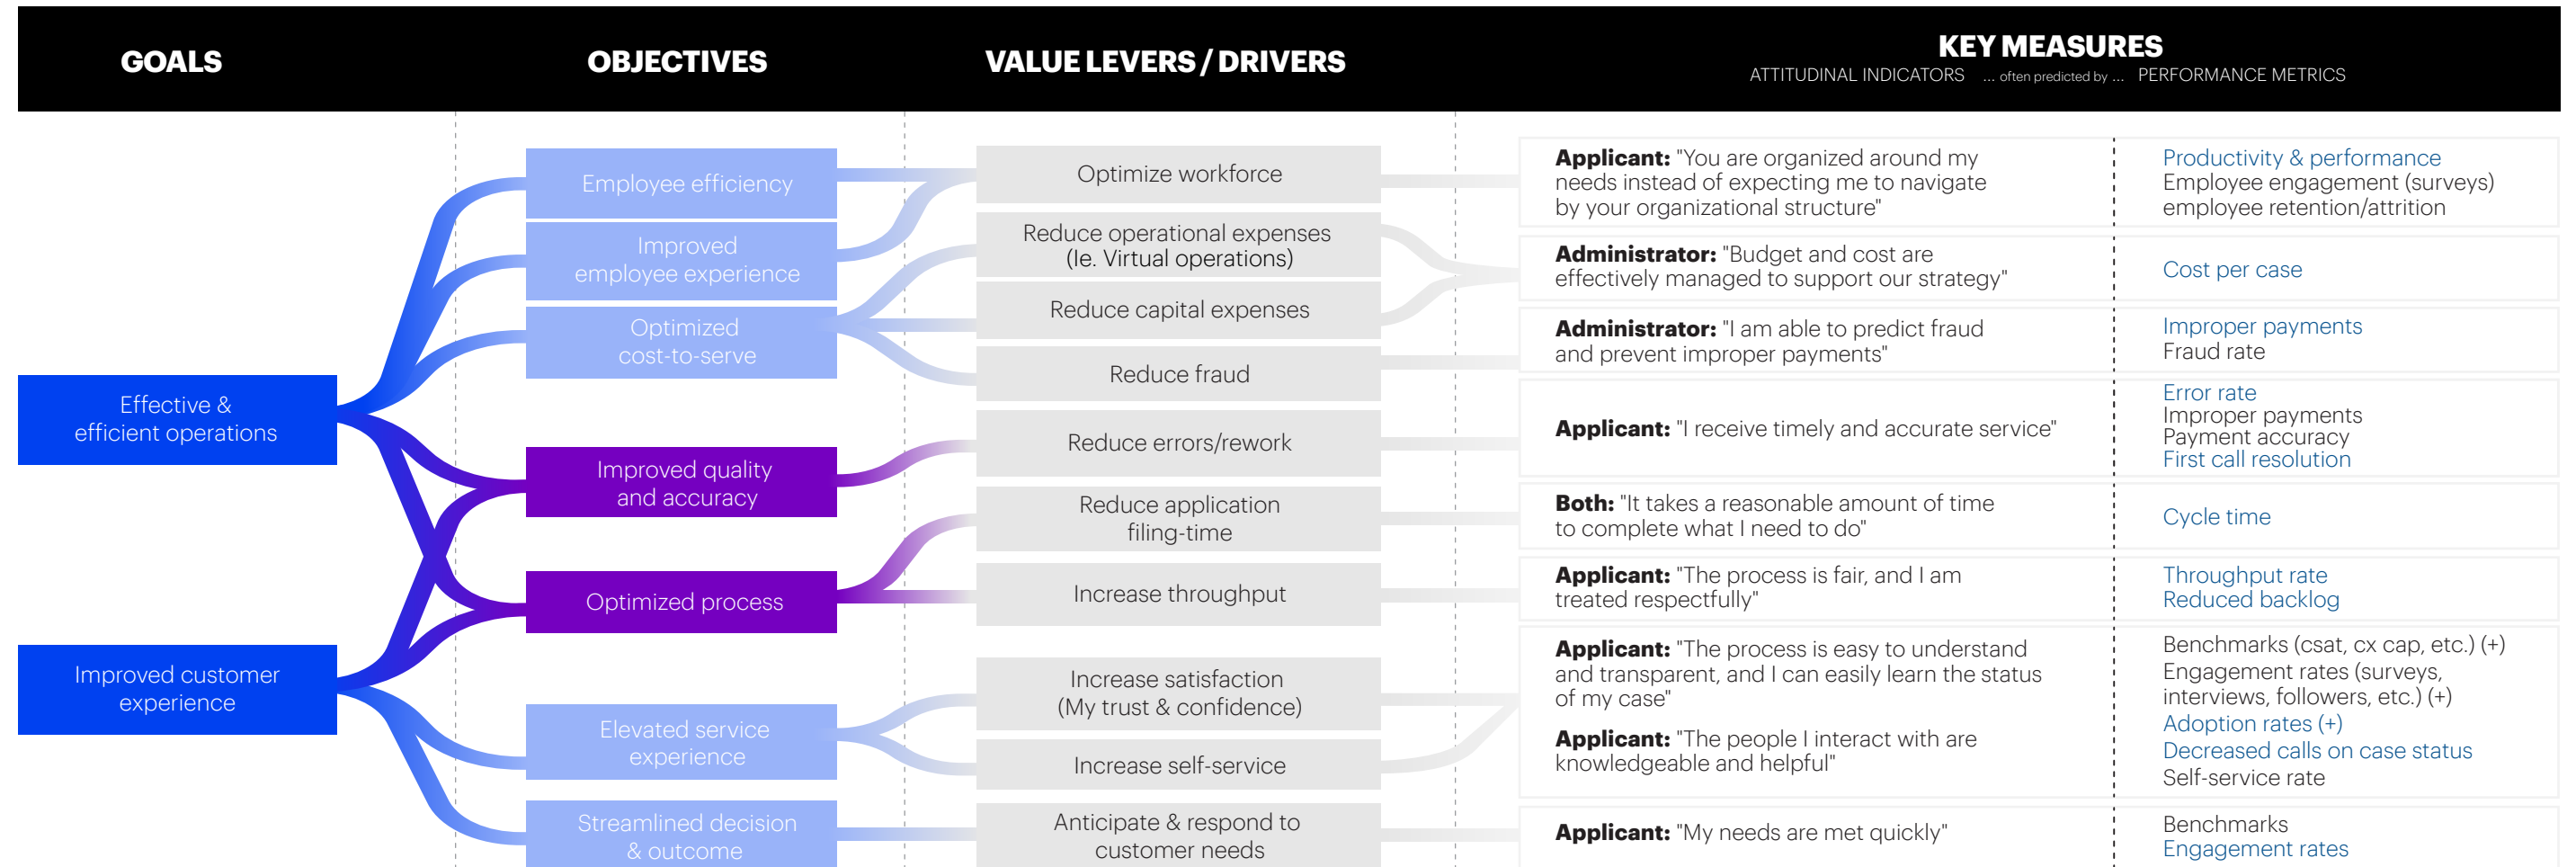 GOALS
OBJECTIVES
VALUE LEVERS / DRIVERS
KEY MEASURES
ATTITUDINAL INDICATORS ... often predicted by ... PERFORMANCE METRICS
Effective &
efficient operations
Improved customer
experience
Employee efficiency
Improved
employee experience
Optimized
cost-to-serve
Improved quality
and accuracy
Optimized process
Elevated service
experience
Streamlined decision
& outcome
Optimize workforce
Reduce operational expenses
(Ie. Virtual operations)
Reduce capital expenses
Reduce fraud
Reduce errors/rework
Reduce application
filing-time
Increase throughput
Increase satisfaction
(My trust & confidence)
Increase self-service
Anticipate & respond to
customer needs
Applicant: "You are organized around my
needs instead of expecting me to navigate
by your organizational structure"
Productivity & performance
Employee engagement (surveys)
employee retention/attrition
Administrator: "Budget and cost are
effectively managed to support our strategy"
Cost per case
Administrator: "I am able to predict fraud
and prevent improper payments"
Improper payments
Fraud rate
Applicant: "I receive timely and accurate service"
Error rate
Improper payments
Payment accuracy
First call resolution
Both: "It takes a reasonable amount of time
to complete what I need to do"
Cycle time
Applicant: "The process is fair, and I am
treated respectfully"
Throughput rate
Reduced backlog
Applicant: "The process is easy to understand
and transparent, and I can easily learn the status
of my case"
Applicant: "The people I interact with are
knowledgeable and helpful"
Benchmarks (csat, cx cap, etc.) (+)
Engagement rates (surveys,
interviews, followers, etc.) (+)
Adoption rates (+)
Decreased calls on case status
Self-service rate
Applicant: "My needs are met quickly"
Benchmarks
Engagement rates